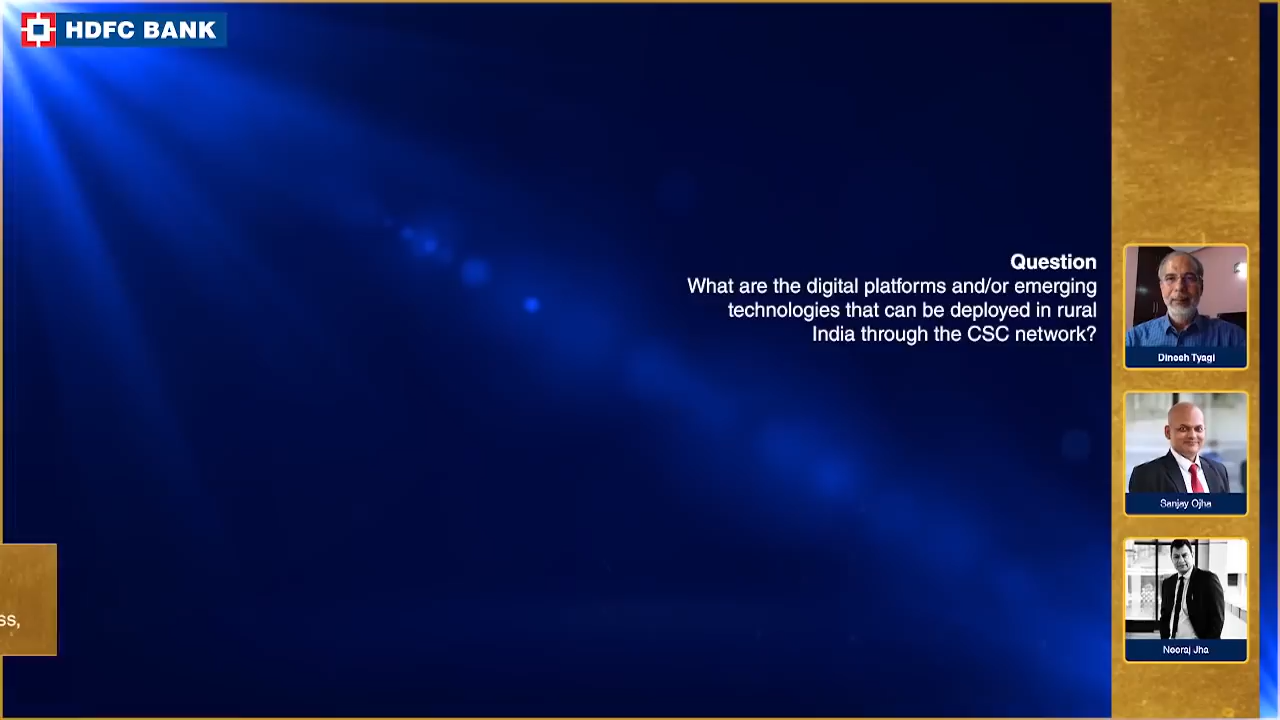 HDFC BANK
Question
What are the digital platforms and/or emerging
technologies that can be deployed in rural
India through the CSC network?
Dinesh Tyagi
Sanjay Ojha
Neeraj Jha
ss,